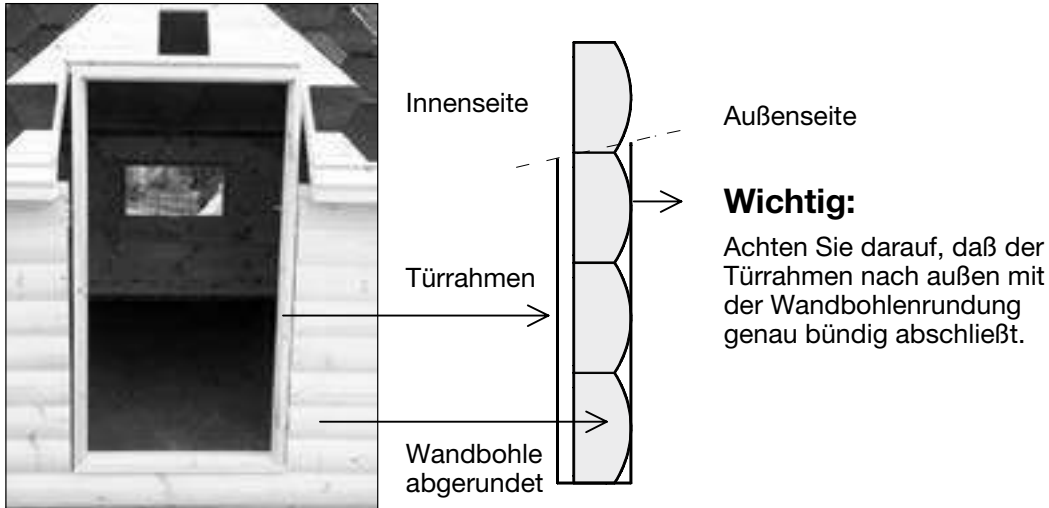 Innenseite
Außenseite
Wichtig:
Achten Sie darauf, daß der
Türrahmen nach außen mit
der Wandbohlenrundung
genau bündig abschließt.
Türrahmen
Wandbohle
abgerundet